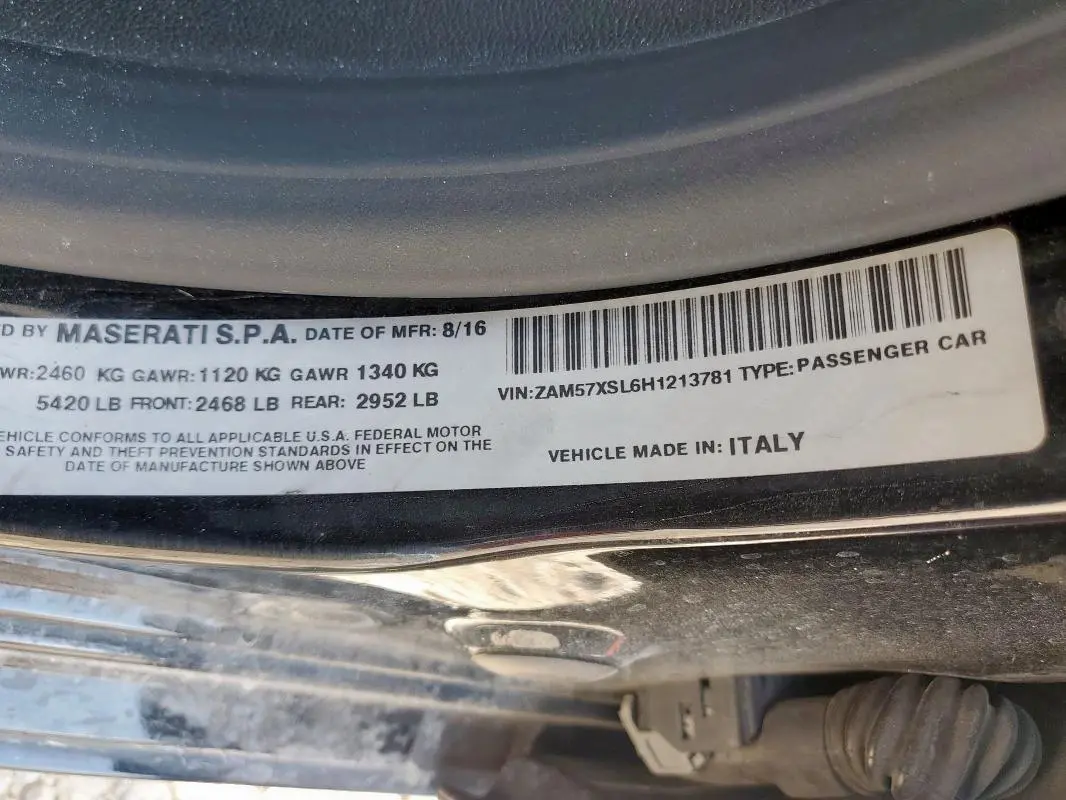 ED BY MASERATI S.P.A. DATE OF MFR: 8/16
WR:2460 KG GAWR:1120 KG GAWR 1340 KG
5420 LB FRONT:2468 LB REAR: 2952 LB
EHICLE CONFORMS TO ALL APPLICABLE U.S.A. FEDERAL MOTOR
SAFETY AND THEFT PREVENTION STANDARDS IN EFFECT ON THE
DATE OF MANUFACTURE SHOWN ABOVE
VIN:ZAM57XSL6H1213781 TYPE:PASSENGER CAR
VEHICLE MADE IN: ITALY